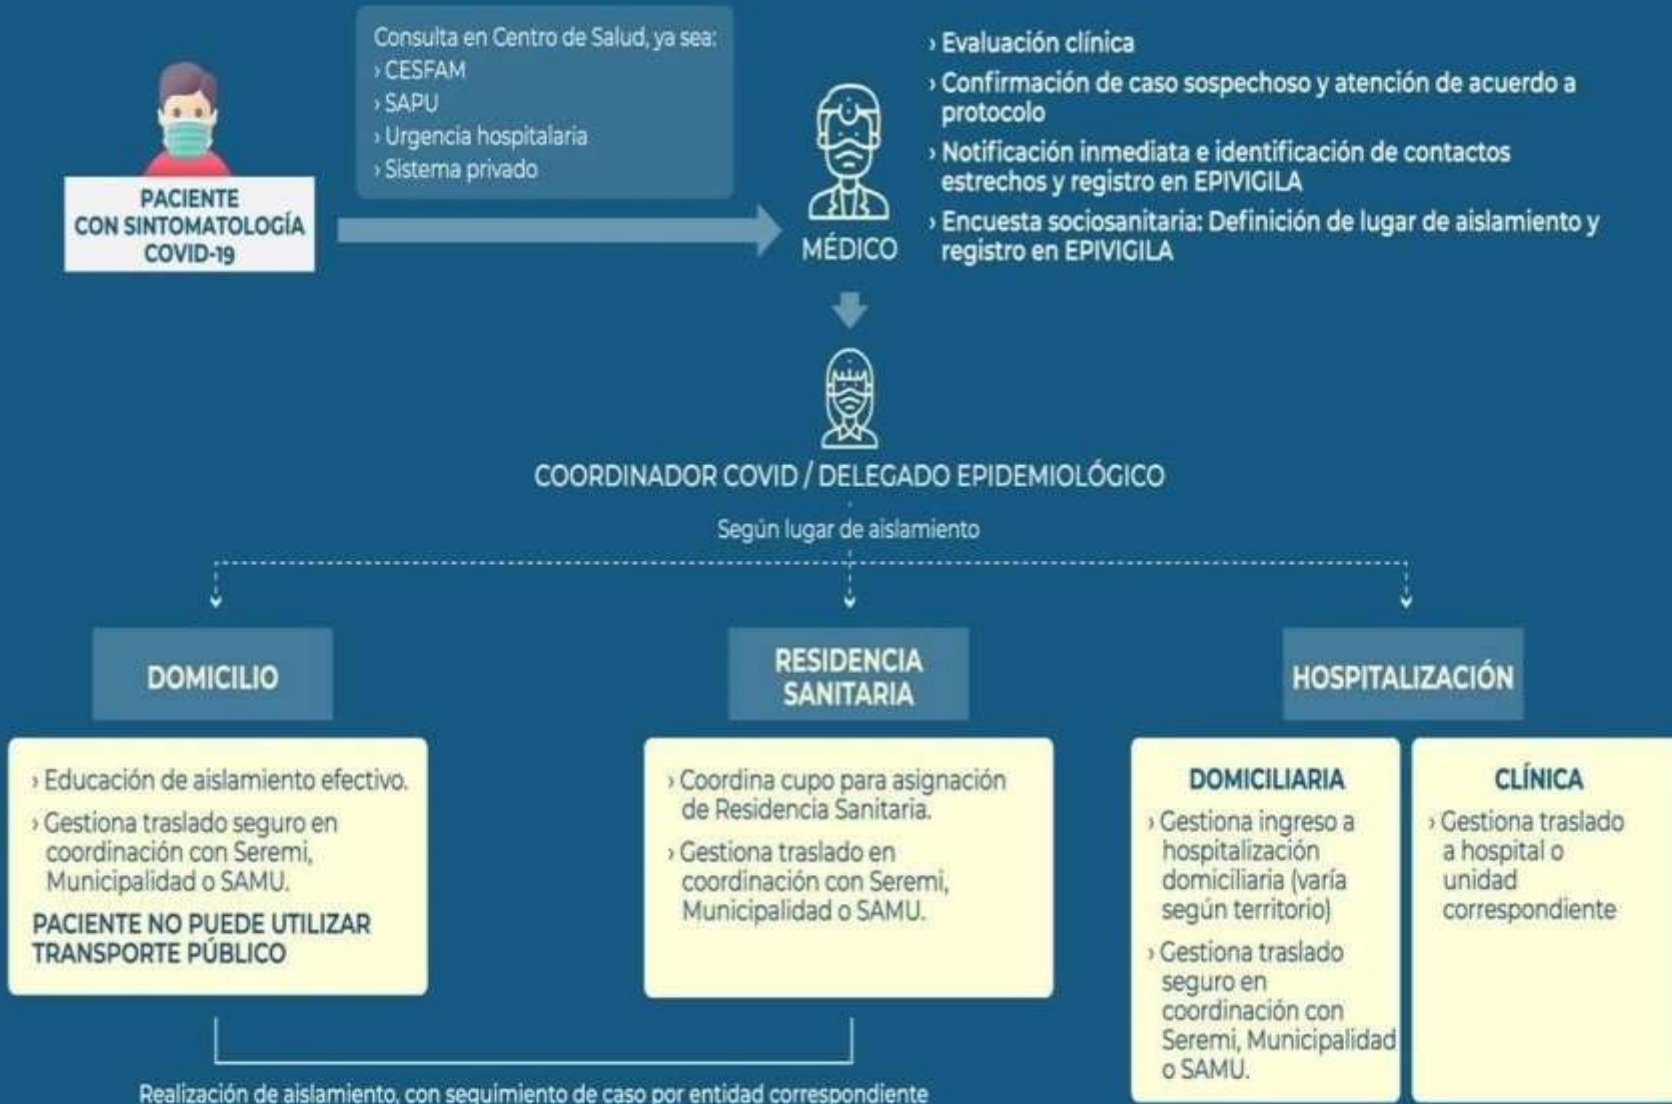 Consulta en Centro de Salud, ya sea:
› CESFAM
› SAPU
› Urgencia hospitalaria
› Sistema privado
PACIENTE
CON SINTOMATOLOGÍA
COVID-19
MÉDICO
› Evaluación clínica
› Confirmación de caso sospechoso y atención de acuerdo a
protocolo
› Notificación inmediata e identificación de contactos
estrechos y registro en EPIVIGILA
› Encuesta sociosanitaria: Definición de lugar de aislamiento y
registro en EPIVIGILA
COORDINADOR COVID / DELEGADO EPIDEMIOLÓGICO
Según lugar de aislamiento
DOMICILIO
› Educación de aislamiento efectivo.
› Gestiona traslado seguro en
coordinación con Seremi,
Municipalidad o SAMU.
PACIENTE NO PUEDE UTILIZAR
TRANSPORTE PÚBLICO
RESIDENCIA
SANITARIA
› Coordina cupo para asignación
de Residencia Sanitaria.
› Gestiona traslado en
coordinación con Seremi,
Municipalidad o SAMU.
HOSPITALIZACIÓN
DOMICILIARIA
› Gestiona ingreso a
hospitalización
domiciliaria (varía
según territorio)
› Gestiona traslado
seguro en
coordinación con
Seremi, Municipalidad
o SAMU.
CLÍNICA
› Gestiona traslado
a hospital o
unidad
correspondiente
Realización de aislamiento, con seguimiento de caso por entidad correspondiente